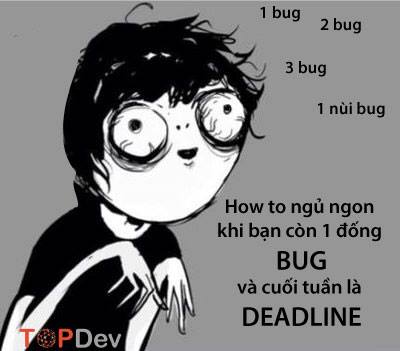 1 bug
2 bug
3 bug
1 nùi bug
How to ngủ ngon
khi bạn còn 1 đống
BUG
và cuối tuần là
DEADLINE
TOPDev